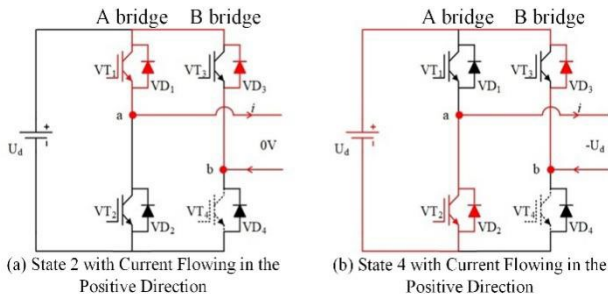 A bridge B bridge
VT1 VD1 VT3 VD3
a i
Ud 0V
b
VT2 VD2 VT4 VD4
(a) State 2 with Current Flowing in the
Positive Direction
A bridge B bridge
VT1 VD1 VT3 VD3
a i
Ud -Ud
b
VT2 VD2 VT4 VD4
(b) State 4 with Current Flowing in the
Positive Direction